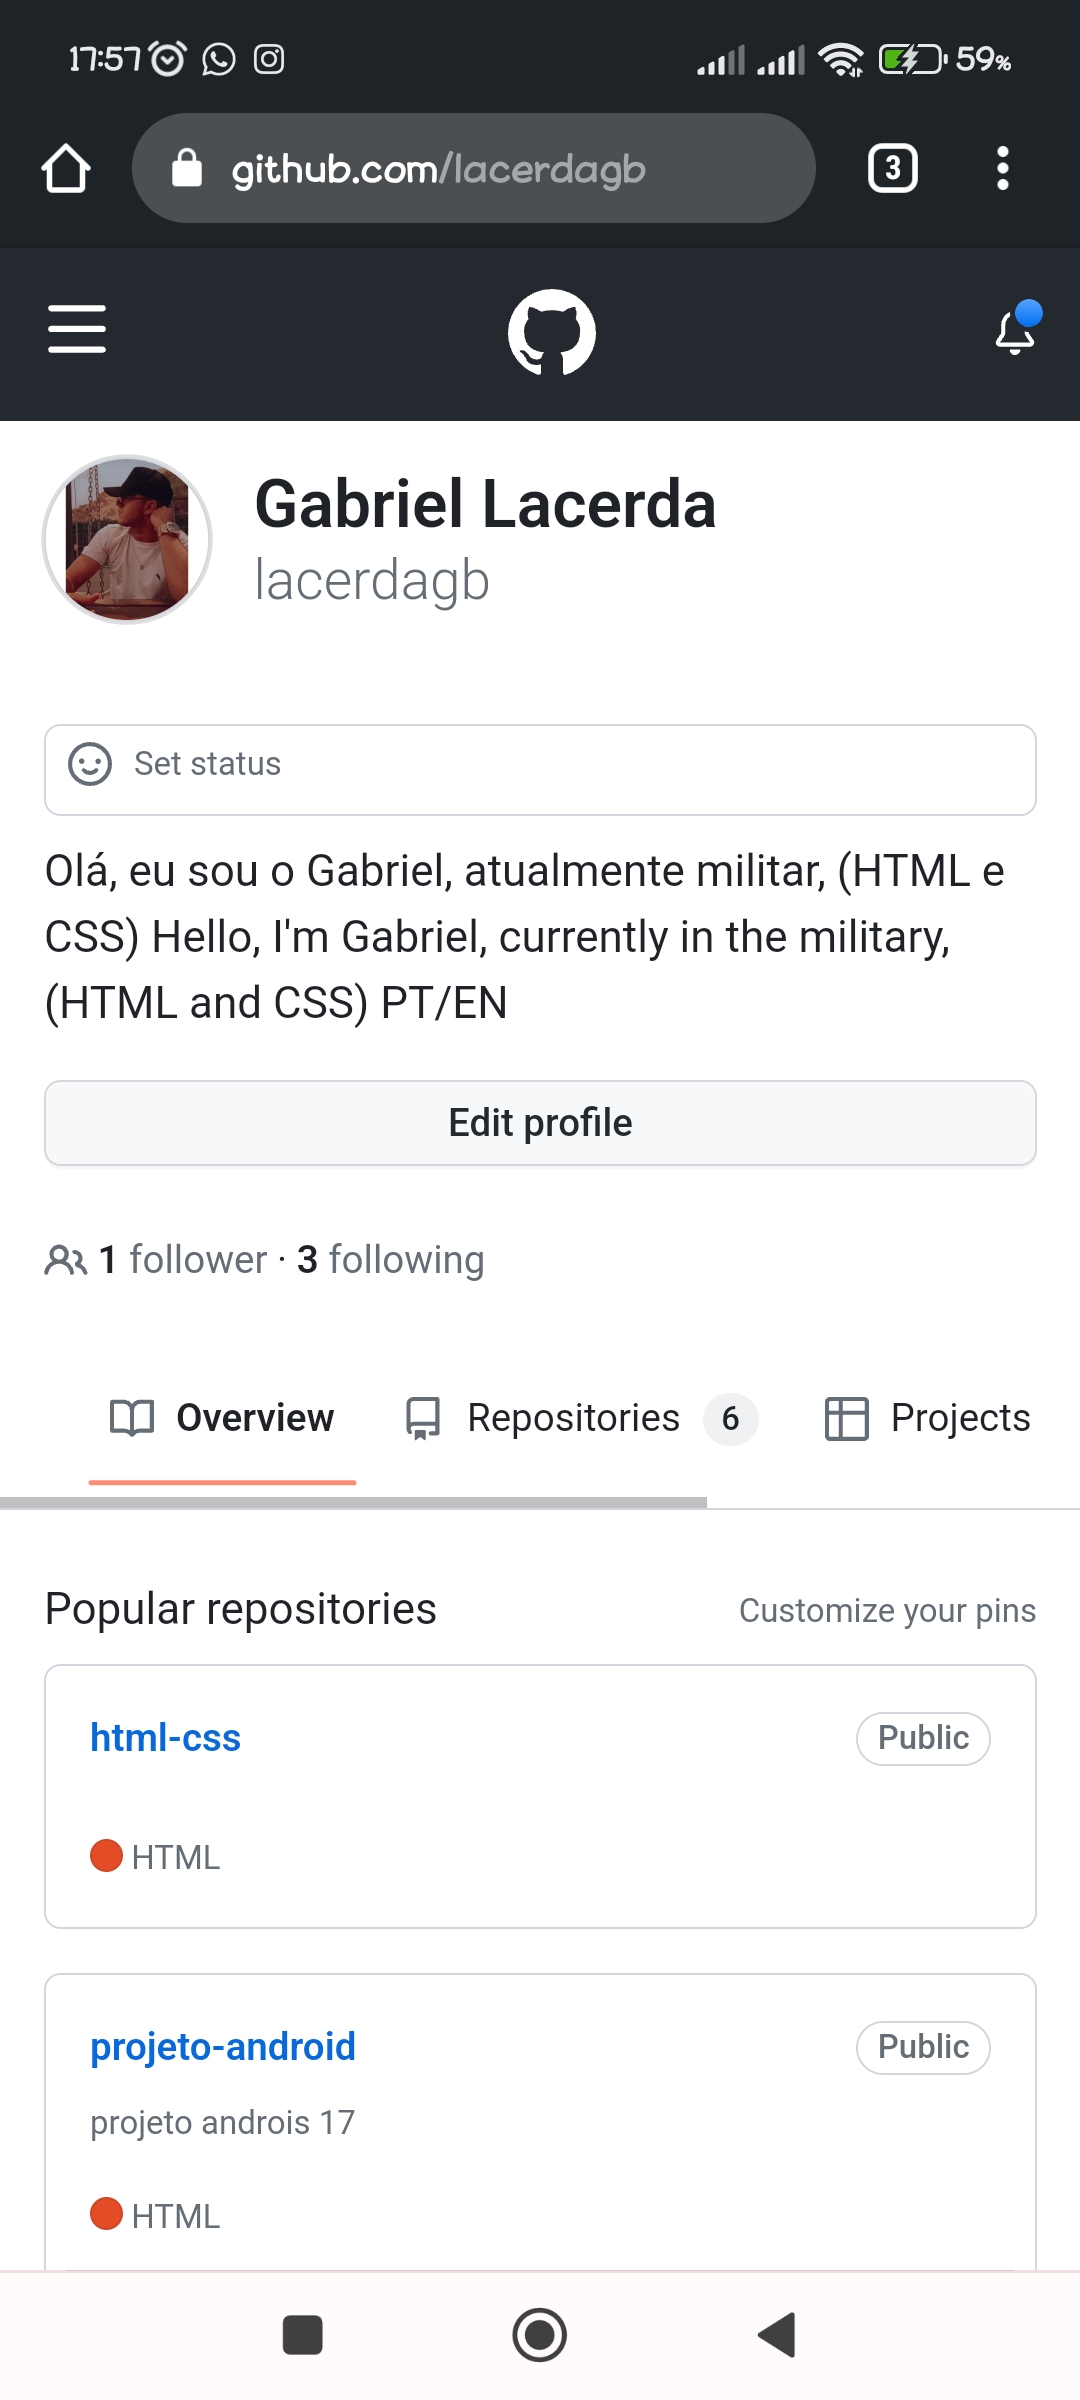 17:57
59%
github.com/lacerdagb
3
Gabriel Lacerda
lacerdagb
Set status
Olá, eu sou o Gabriel, atualmente militar, (HTML e
CSS) Hello, I'm Gabriel, currently in the military,
(HTML and CSS) PT/EN
Edit profile
1 follower · 3 following
Overview Repositories 6 Projects
Popular repositories Customize your pins
html-css Public
HTML
projeto-android Public
projeto androis 17
HTML